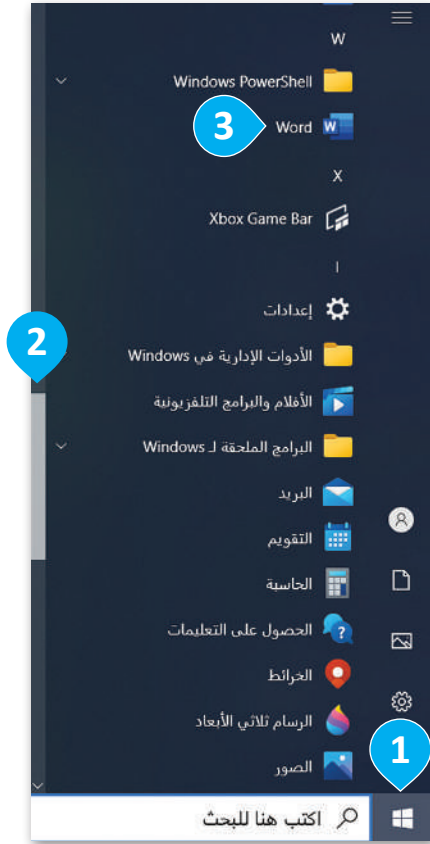 W
Windows PowerShell
3
Word
X
Xbox Game Bar
ا
إعدادات
2
الأدوات الإدارية في Windows
الأفلام والبرامج التلفزيونية
البرامج الملحقة لـ Windows
البريد
التقويم
الحاسبة
الحصول على التعليمات
الخرائط
الرسام ثلاثي الأبعاد
الصور
1
اكتب هنا للبحث